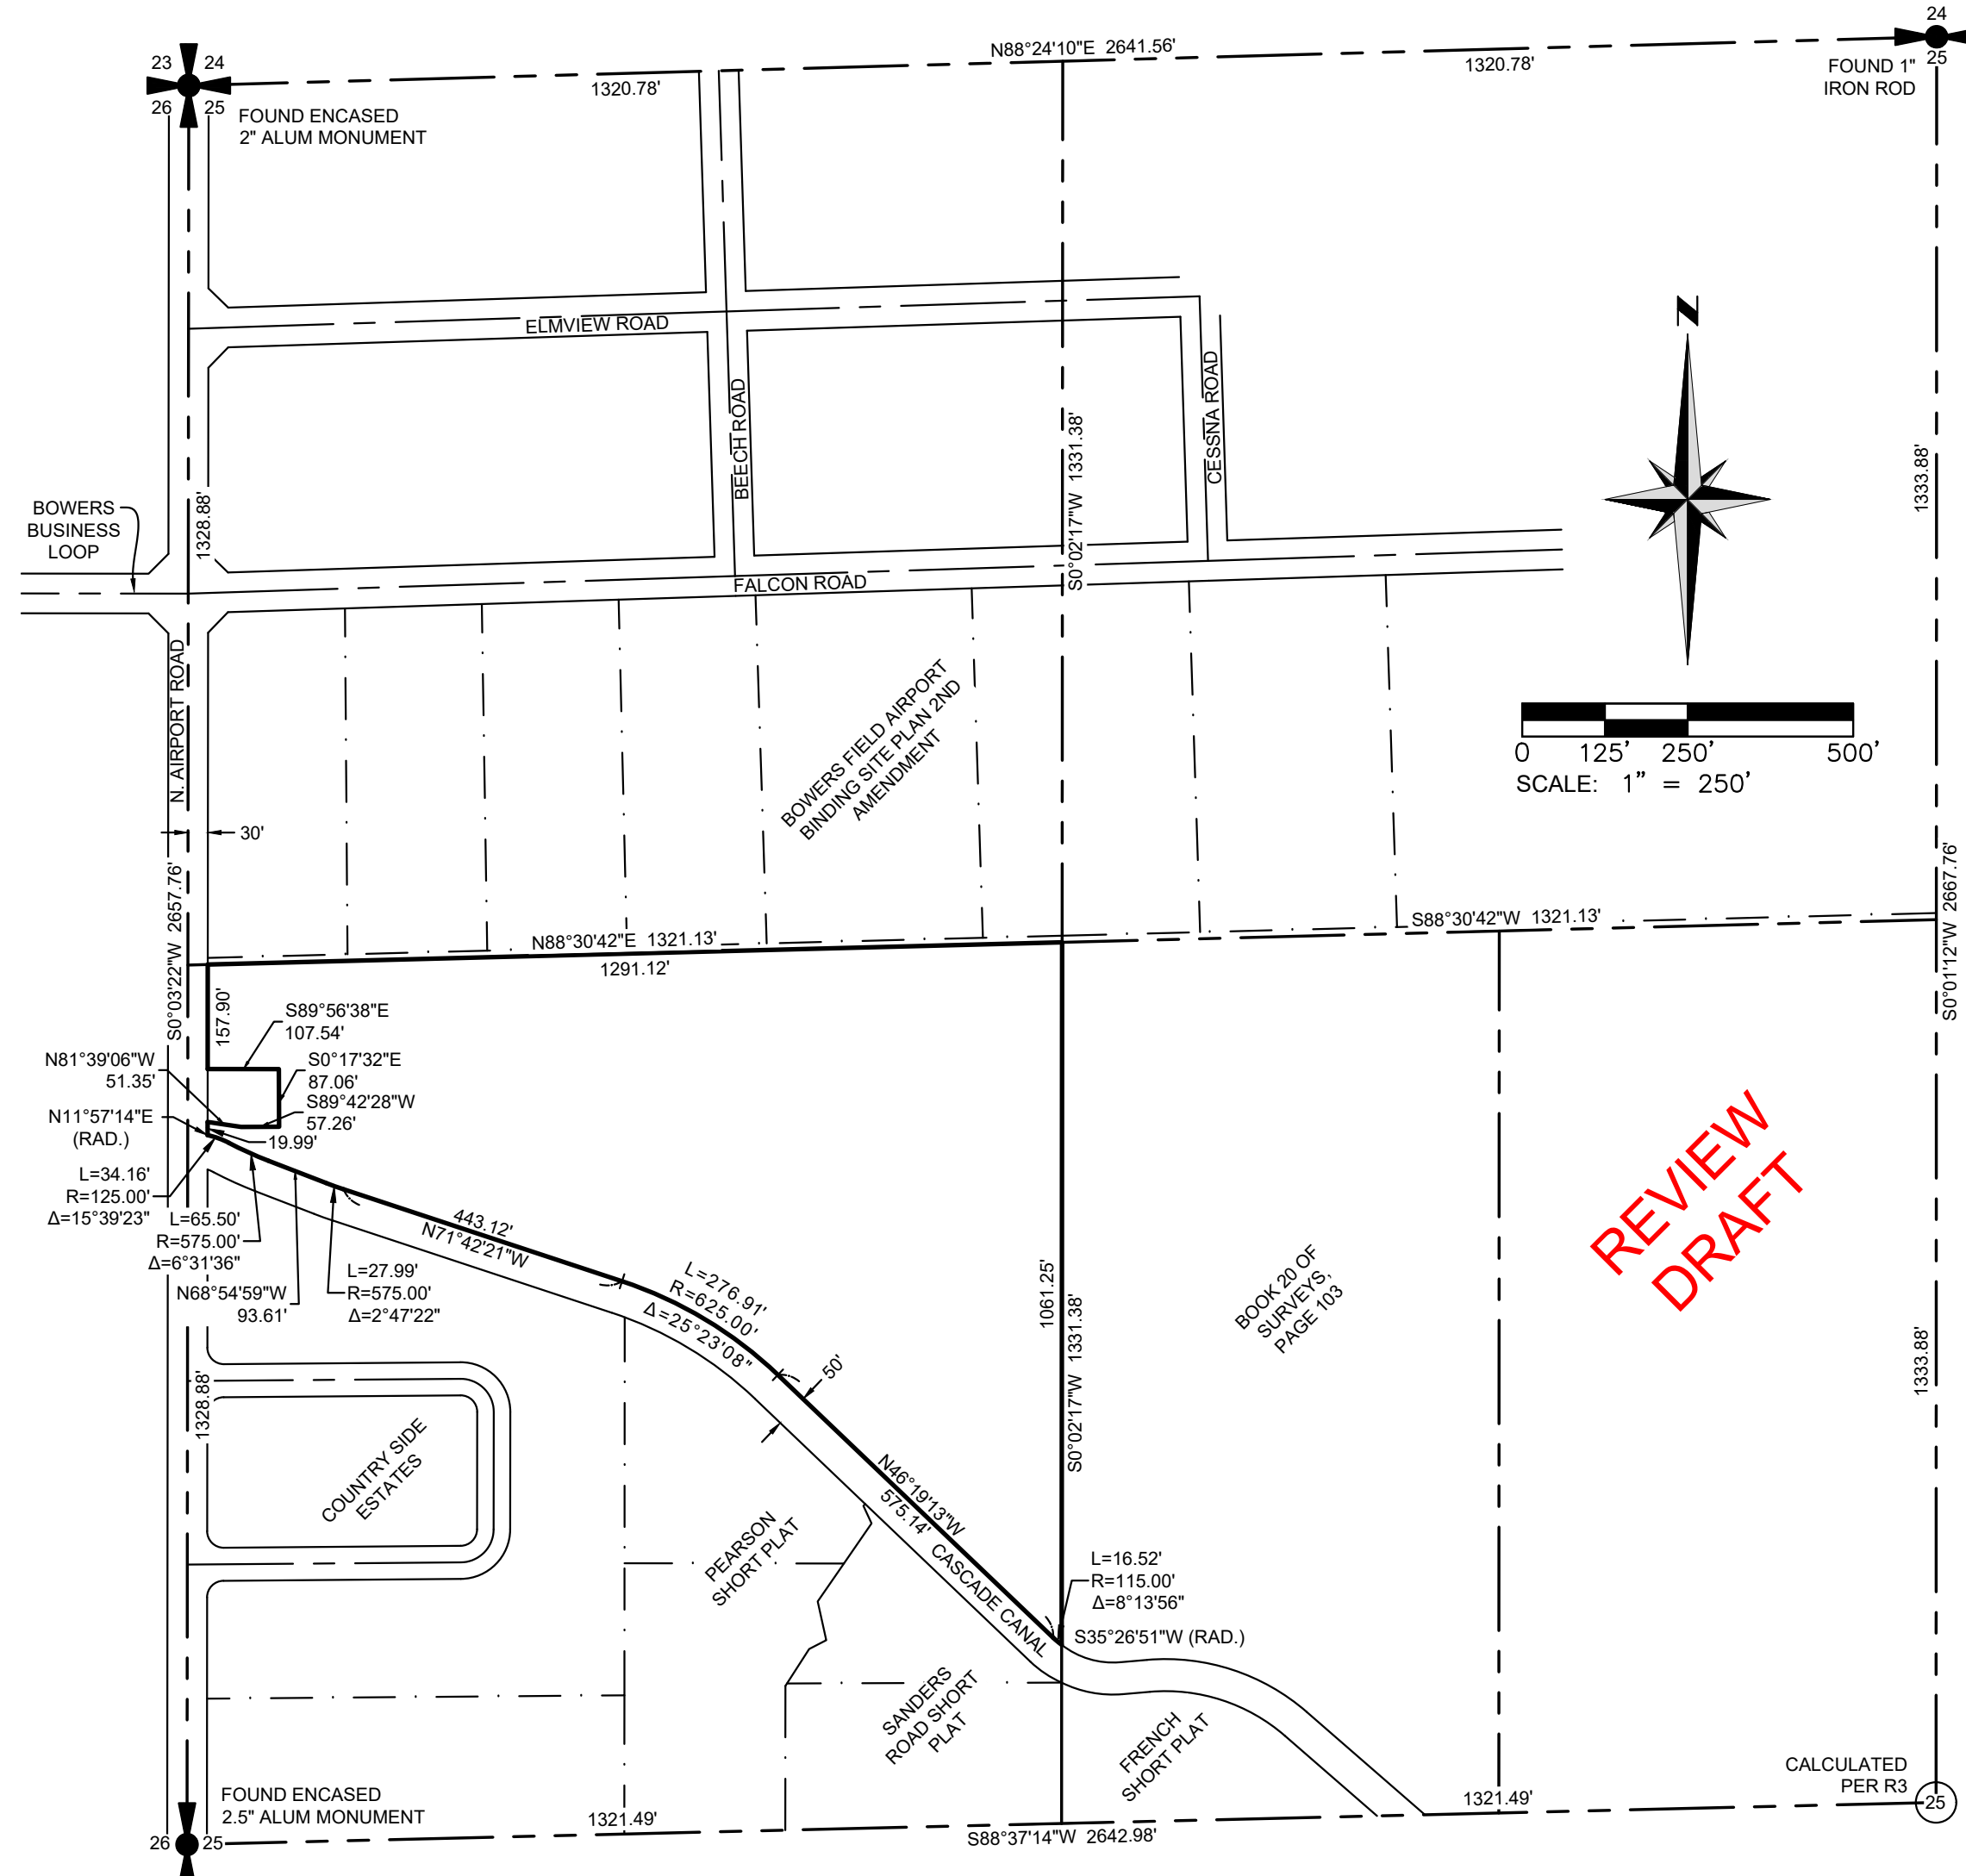 23 24
26 25
FOUND ENCASED
2" ALUM MONUMENT
N88°24'10"E 2641.56'
1320.78'
1320.78'
24
25
FOUND 1"
IRON ROD
ELMVIEW ROAD
BEECH ROAD
CESSNA ROAD
S0°02'17"W 1331.38'
1333.88'
N
BOWERS
BUSINESS
LOOP
1328.88'
FALCON ROAD
N. AIRPORT ROAD
BOWERS FIELD AIRPORT
BINDING SITE PLAN 2ND
AMENDMENT
0 125' 250' 500'
SCALE: 1" = 250'
30'
S0°03'22"W 2657.76'
S0°01'12"W 2667.76'
N88°30'42"E 1321.13'
1291.12'
S88°30'42"W 1321.13'
157.90'
S89°56'38"E
107.54'
N81°39'06"W
51.35'
S0°17'32"E
87.06'
S89°42'28"W
57.26'
N11°57'14"E
(RAD.)
19.99'
L=34.16'
R=125.00'
Δ=15°39'23"
L=65.50'
R=575.00'
Δ=6°31'36"
N68°54'59"W
93.61'
L=27.99'
R=575.00'
Δ=2°47'22"
443.12'
N71°42'21"W
L=276.91'
R=625.00'
Δ=25°23'08"
50'
1061.25'
S0°02'17"W 1331.38'
BOOK 20 OF
SURVEYS,
PAGE 103
REVIEW
DRAFT
1333.88'
1328.88'
COUNTRY SIDE
ESTATES
N46°19'13"W
575.14'
CASCADE CANAL
PEARSON
SHORT PLAT
L=16.52'
R=115.00'
Δ=8°13'56"
S35°26'51"W (RAD.)
SANDERS
ROAD SHORT
PLAT
FRENCH
SHORT PLAT
CALCULATED
PER R3
25
FOUND ENCASED
2.5" ALUM MONUMENT
26 25
1321.49'
1321.49'
S88°37'14"W 2642.98'